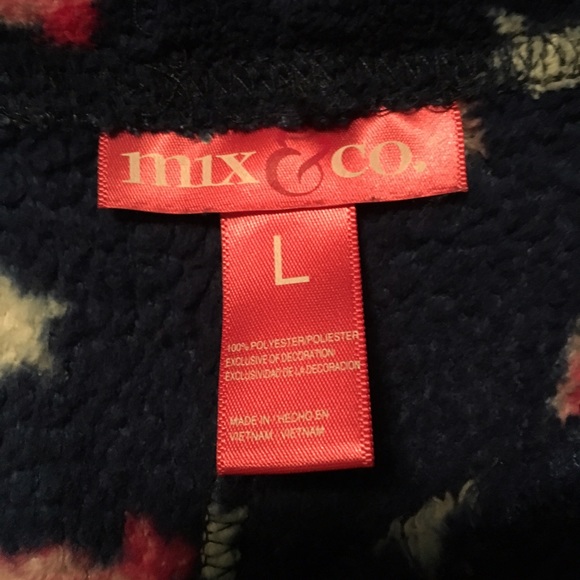 mix & co.
L
100% POLYESTER/POLIESTER
EXCLUSIVE OF DECORATION
EXCLUSIVIDAD DE LA DECORACION
MADE IN / HECHO EN
VIETNAM / VIETNAM